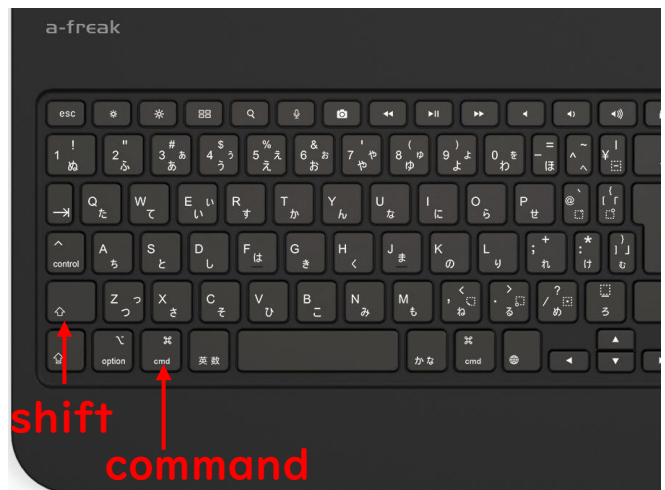 a-freak
esc
1 ! ぬ 2 " ふ 3 # ぁ あ 4 $ ぅ う 5 % ぇ え 6 & ぉ お 7 ' ゃ や 8 ( ゅ ゆ 9 ) ょ よ 0 を わ - = ほ ^ ~ へ ¥ |
Q た W て E ぃ い R す T か Y ん U な I に O ら P せ @ ` [ { 「
^ control A ち S と D し F は G き H く J ま K の L り ; + れ : * け ] } 」 む
Z っ つ X さ C そ V ひ B こ N み M も , < ね . > る / ? め ろ
⌥ option ⌘ cmd 英数 かな ⌘ cmd
shift
command